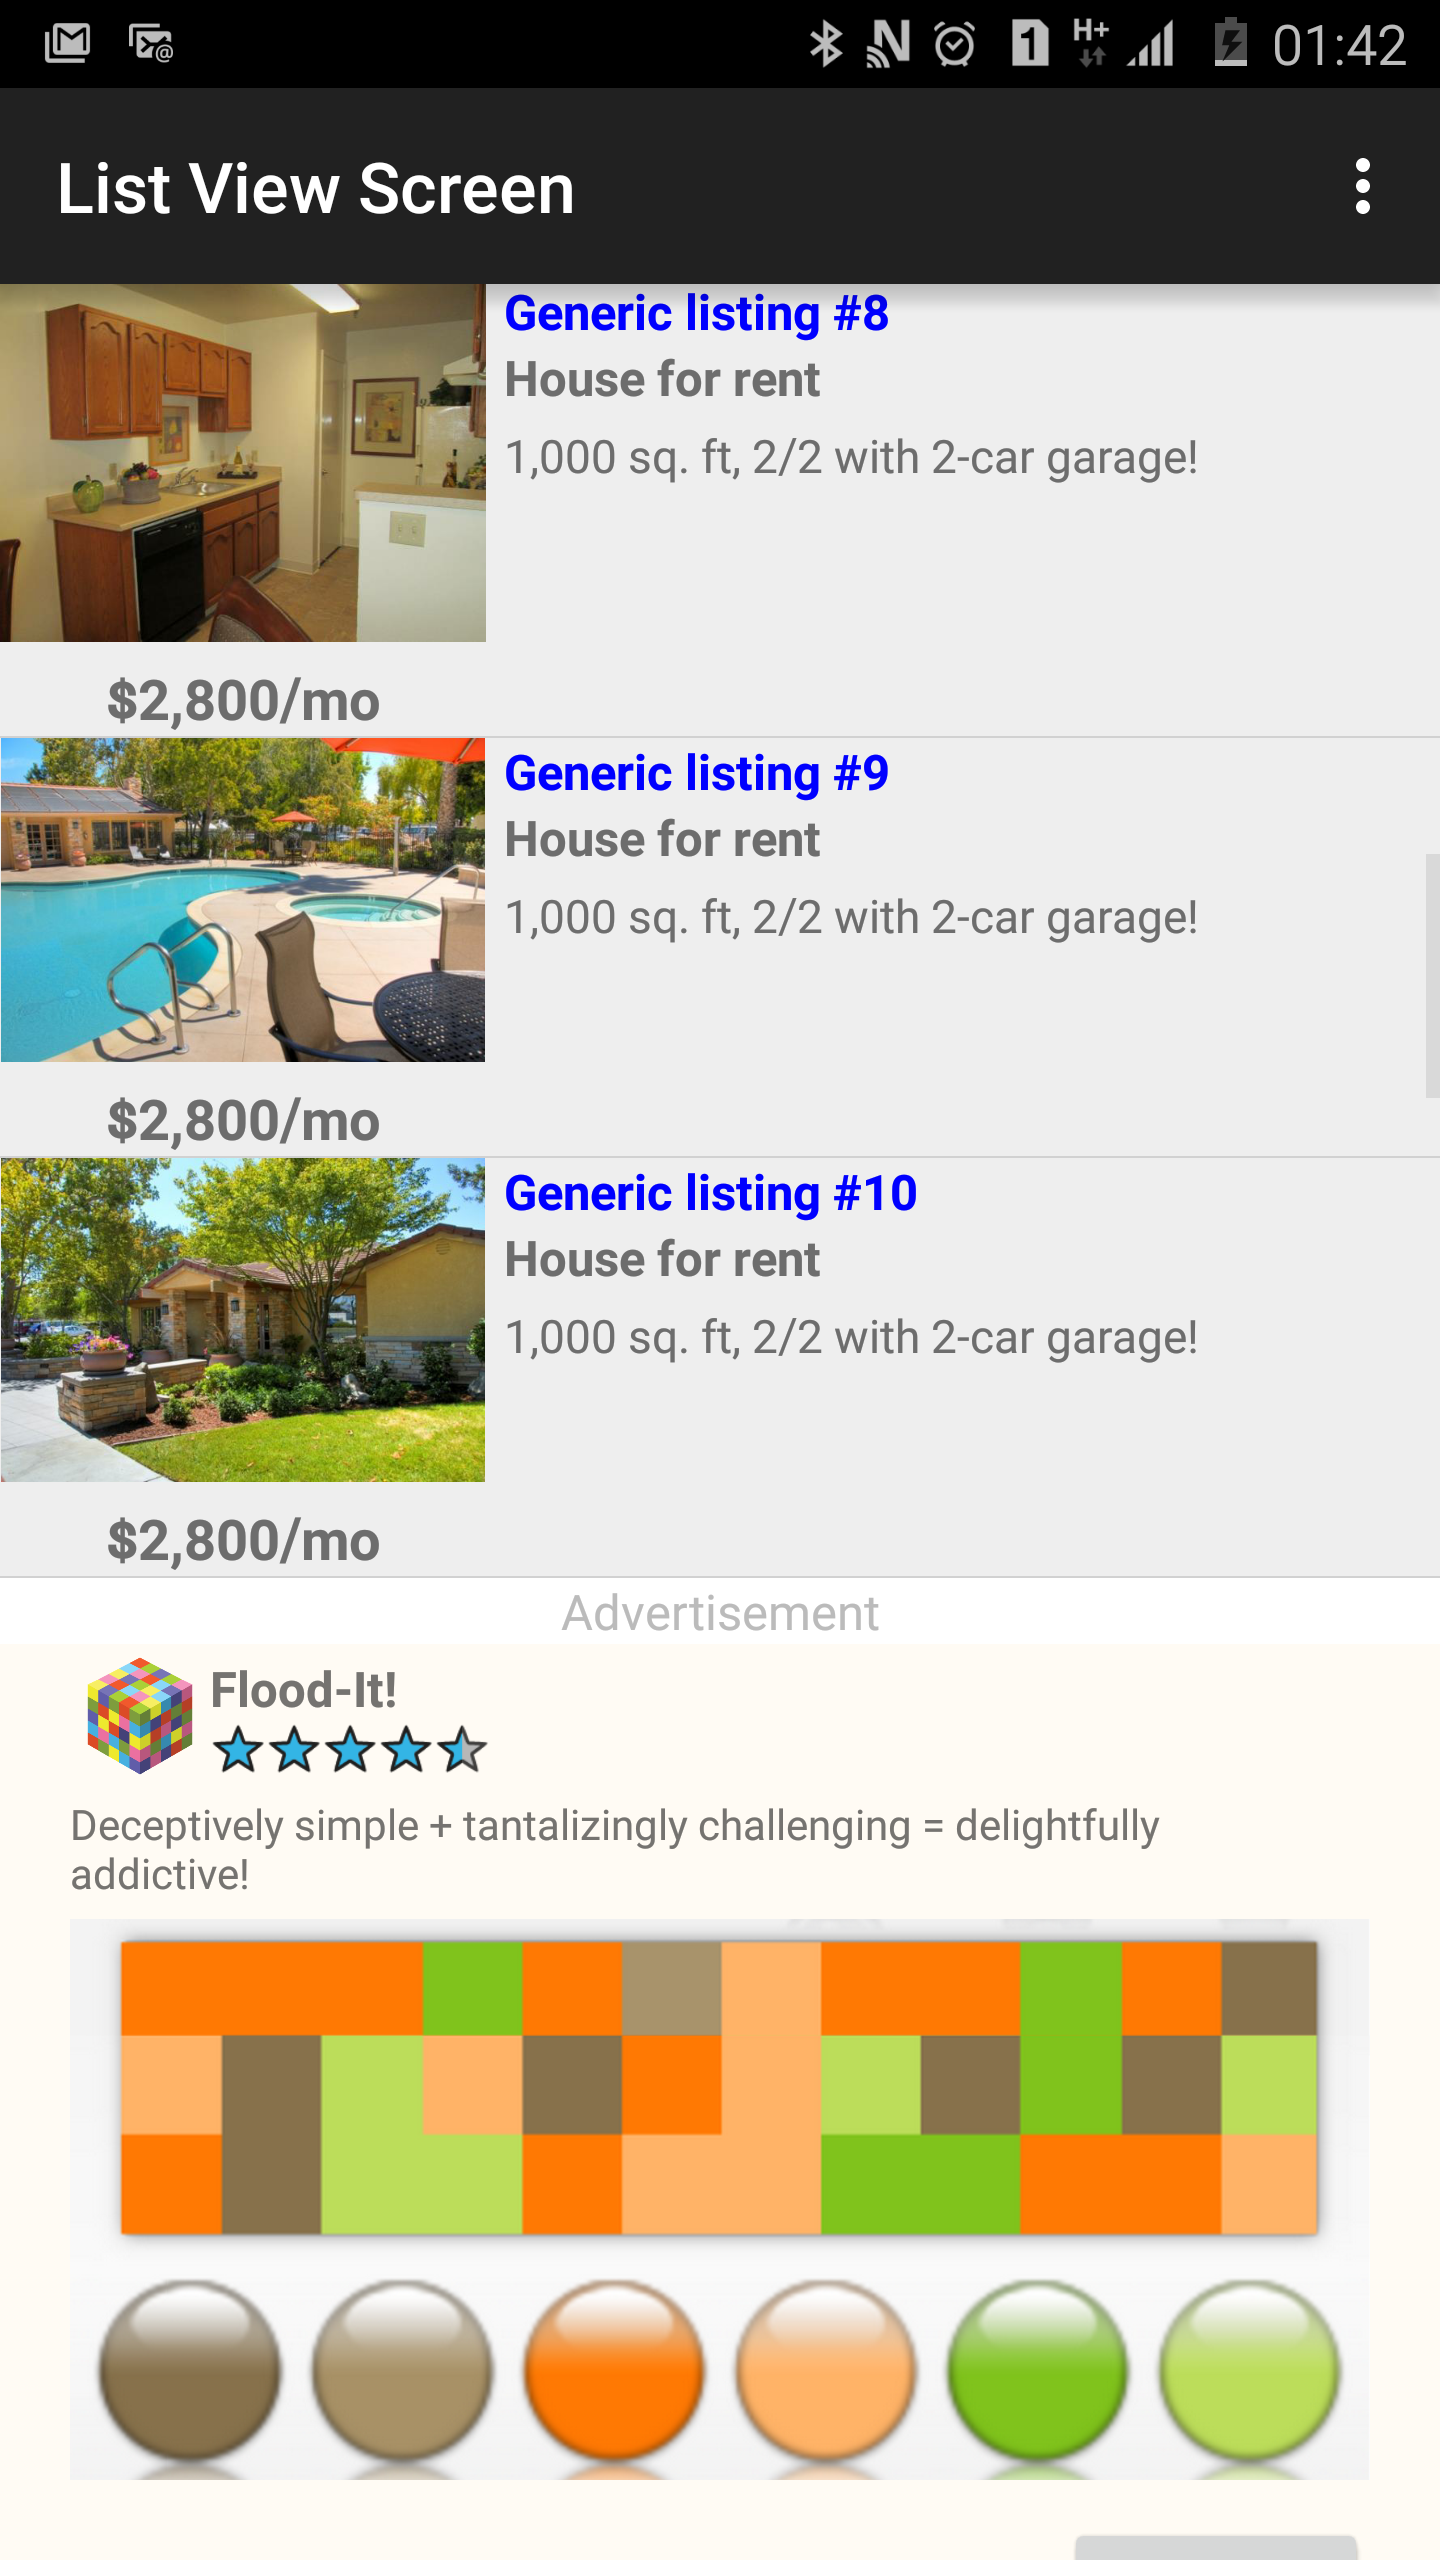 01:42
List View Screen
Generic listing #8
House for rent
1,000 sq. ft, 2/2 with 2-car garage!
$2,800/mo
Generic listing #9
House for rent
1,000 sq. ft, 2/2 with 2-car garage!
$2,800/mo
Generic listing #10
House for rent
1,000 sq. ft, 2/2 with 2-car garage!
$2,800/mo
Advertisement
Flood-It!
Deceptively simple + tantalizingly challenging = delightfully
addictive!